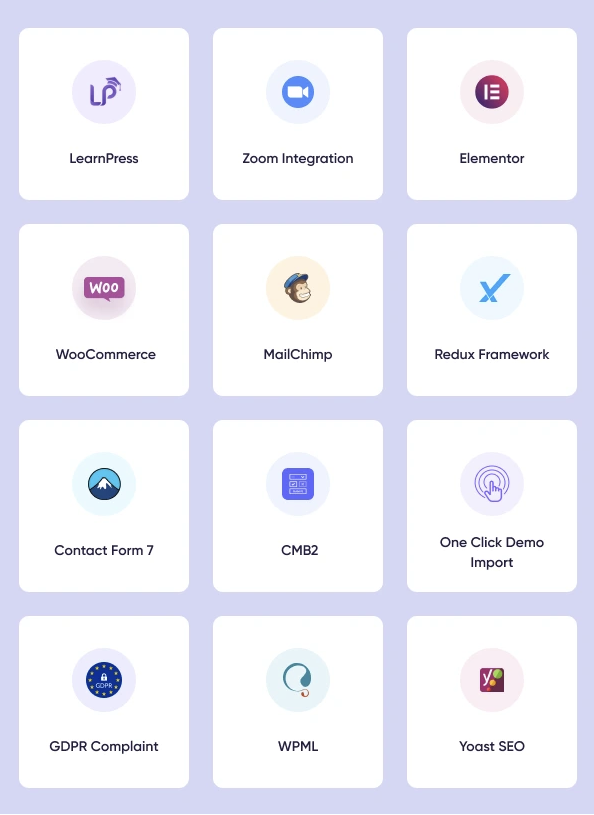 LP
LearnPress
Zoom Integration
Elementor
WOO
WooCommerce
MailChimp
Redux Framework
Contact Form 7
CMB2
One Click Demo
Import
GDPR
GDPR Complaint
WPML
y
Yoast SEO